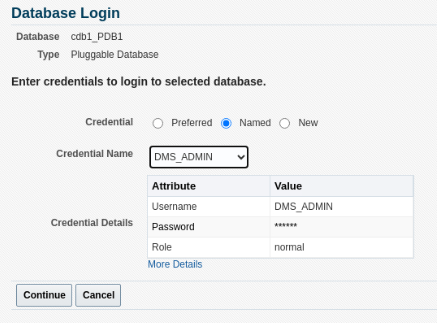 Database Login
Database cdb1_PDB1
Type Pluggable Database
Enter credentials to login to selected database.
Credential Preferred Named New
Credential Name DMS_ADMIN
Attribute Value
Username DMS_ADMIN
Credential Details Password ******
Role normal
More Details
Continue Cancel